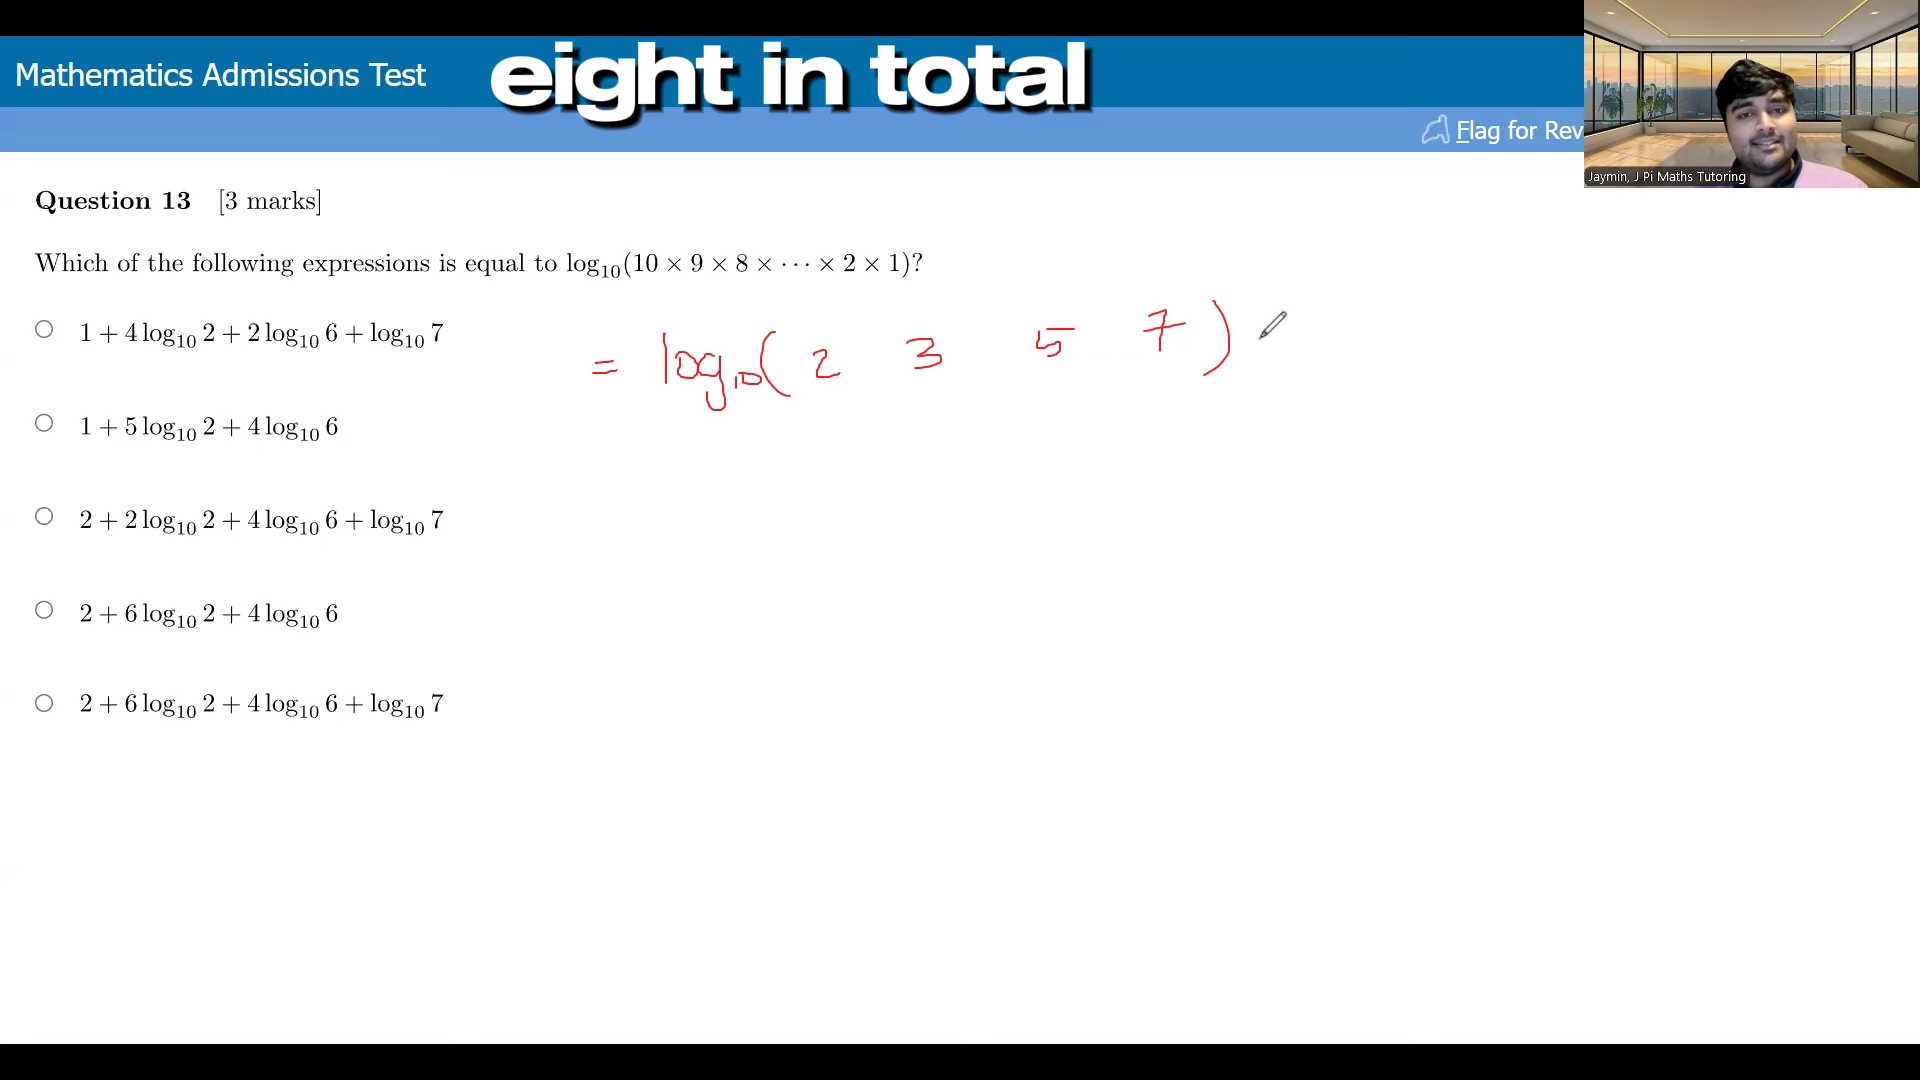 Mathematics Admissions Test
eight in total
Flag for Rev
Jaymin, J Pi Maths Tutoring
Question 13 [3 marks]
Which of the following expressions is equal to log₁₀(10 × 9 × 8 × ⋯ × 2 × 1)?
1 + 4 log₁₀ 2 + 2 log₁₀ 6 + log₁₀ 7
= log₁₀( 2 3 5 7 )
1 + 5 log₁₀ 2 + 4 log₁₀ 6
2 + 2 log₁₀ 2 + 4 log₁₀ 6 + log₁₀ 7
2 + 6 log₁₀ 2 + 4 log₁₀ 6
2 + 6 log₁₀ 2 + 4 log₁₀ 6 + log₁₀ 7